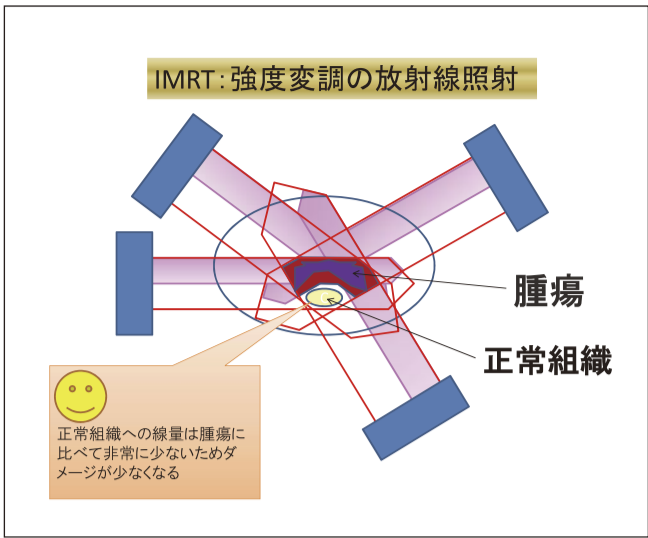 IMRT:強度変調の放射線照射
腫瘍
正常組織
正常組織への線量は腫瘍に
比べて非常に少ないためダ
メージが少なくなる